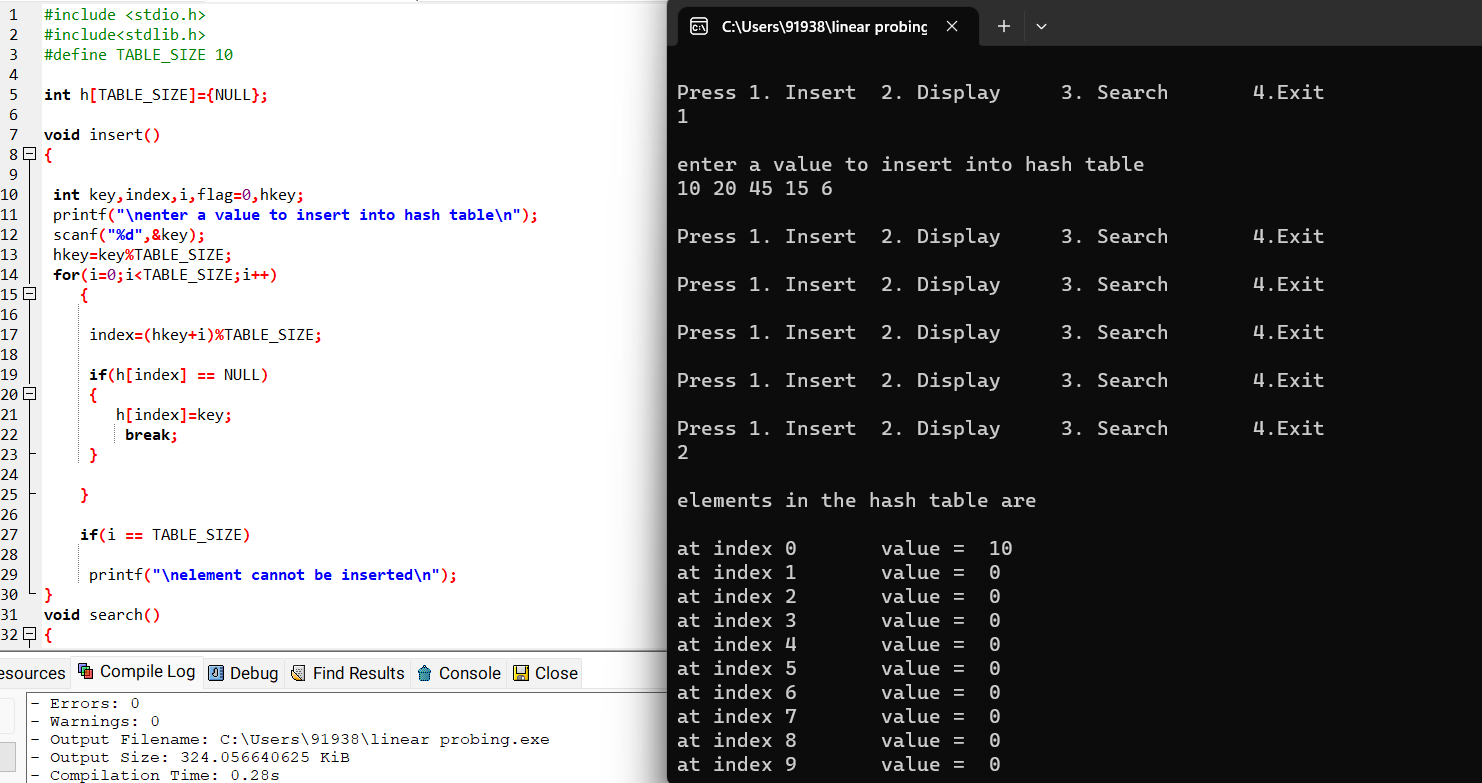 1 #include <stdio.h>
2 #include<stdlib.h>
3 #define TABLE_SIZE 10
4
5 int h[TABLE_SIZE]={NULL};
6
7 void insert()
8 {
9
10 int key,index,i,flag=0,hkey;
11 printf("\nenter a value to insert into hash table\n");
12 scanf("%d",&key);
13 hkey=key%TABLE_SIZE;
14 for(i=0;i<TABLE_SIZE;i++)
15 {
16
17 index=(hkey+i)%TABLE_SIZE;
18
19 if(h[index] == NULL)
20 {
21 h[index]=key;
22 break;
23 }
24
25 }
26
27 if(i == TABLE_SIZE)
28
29 printf("\nelement cannot be inserted\n");
30 }
31 void search()
32 {
esources Compile Log Debug Find Results Console Close
- Errors: 0
- Warnings: 0
- Output Filename: C:\Users\91938\linear probing.exe
- Output Size: 324.056640625 KiB
- Compilation Time: 0.28s
C:\Users\91938\linear probing
Press 1. Insert 2. Display 3. Search 4.Exit
1
enter a value to insert into hash table
10 20 45 15 6
Press 1. Insert 2. Display 3. Search 4.Exit
Press 1. Insert 2. Display 3. Search 4.Exit
Press 1. Insert 2. Display 3. Search 4.Exit
Press 1. Insert 2. Display 3. Search 4.Exit
Press 1. Insert 2. Display 3. Search 4.Exit
2
elements in the hash table are
at index 0 value = 10
at index 1 value = 0
at index 2 value = 0
at index 3 value = 0
at index 4 value = 0
at index 5 value = 0
at index 6 value = 0
at index 7 value = 0
at index 8 value = 0
at index 9 value = 0